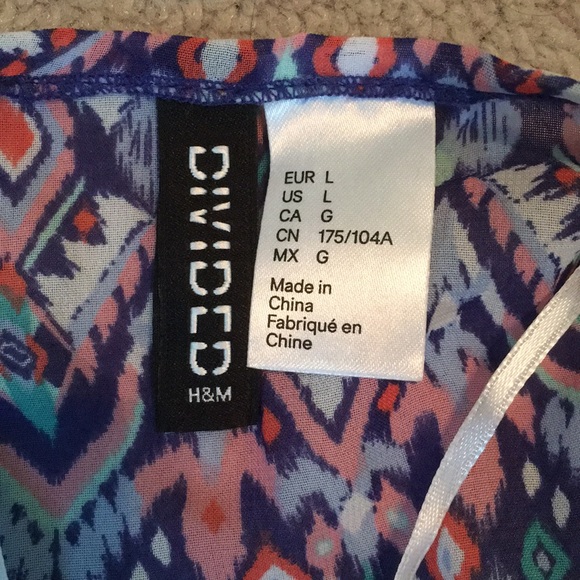 DIVIDED
H&M
EUR L
US L
CA G
CN 175/104A
MX G
Made in
China
Fabriqué en
Chine